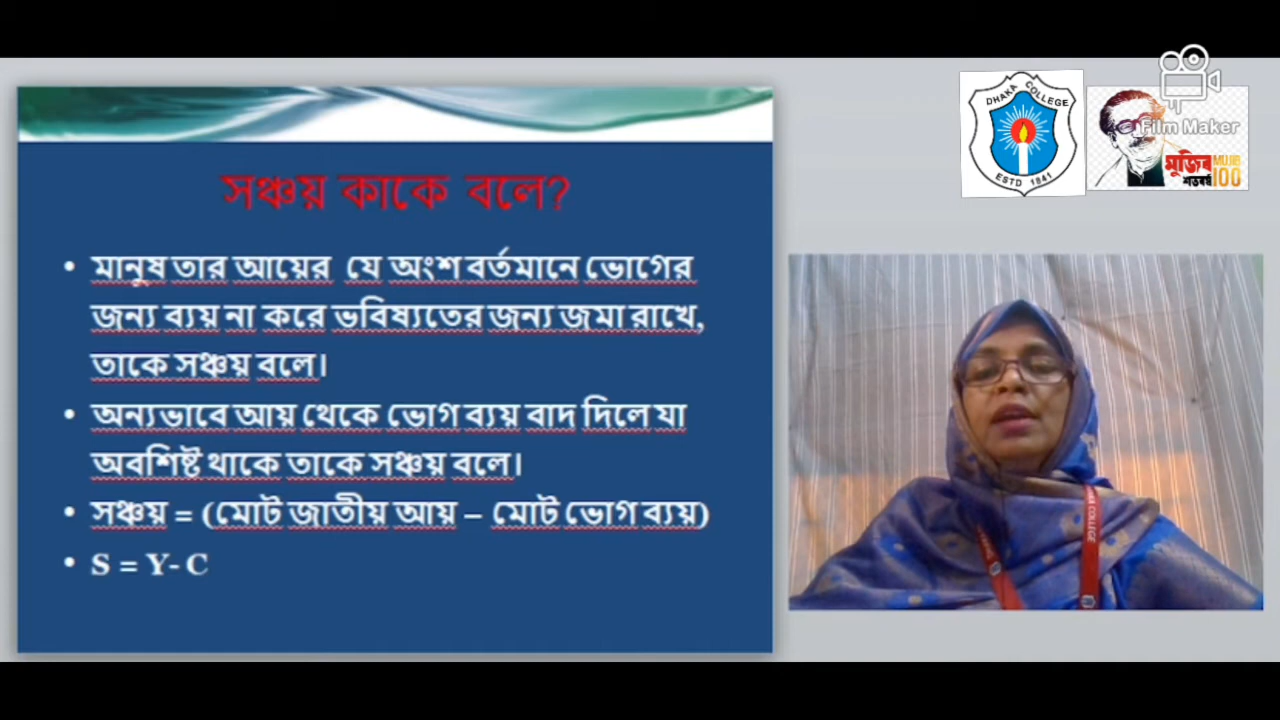 DHAKA COLLEGE
ESTD 1841
Film Maker
মুজিব MUJIB
শতবর্ষ 100
সঞ্চয় কাকে বলে?
• মানুষ তার আয়ের যে অংশ বর্তমানে ভোগের
জন্য ব্যয় না করে ভবিষ্যতের জন্য জমা রাখে,
তাকে সঞ্চয় বলে।
• অন্যভাবে আয় থেকে ভোগ ব্যয় বাদ দিলে যা
অবশিষ্ট থাকে তাকে সঞ্চয় বলে।
• সঞ্চয় = (মোট জাতীয় আয় – মোট ভোগ ব্যয়)
• S = Y- C
COLLEGE